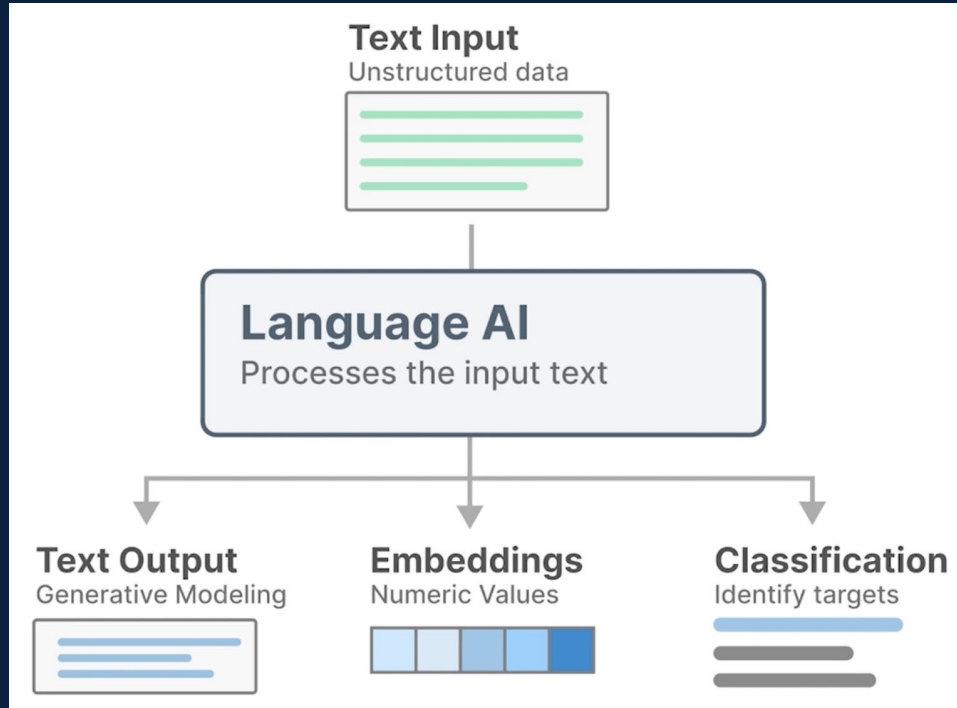 Text Input
Unstructured data
Language AI
Processes the input text
Text Output
Generative Modeling
Embeddings
Numeric Values
Classification
Identify targets